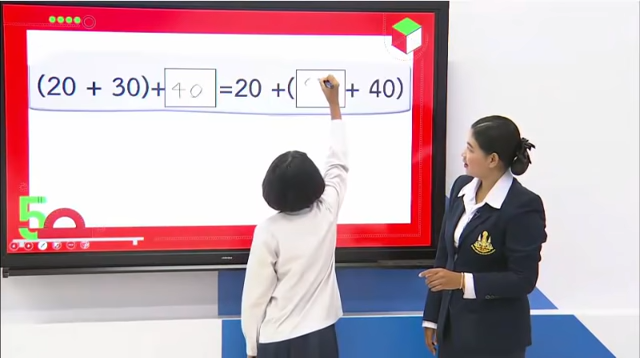 (20 + 30)+ 40 =20 +( + 40)